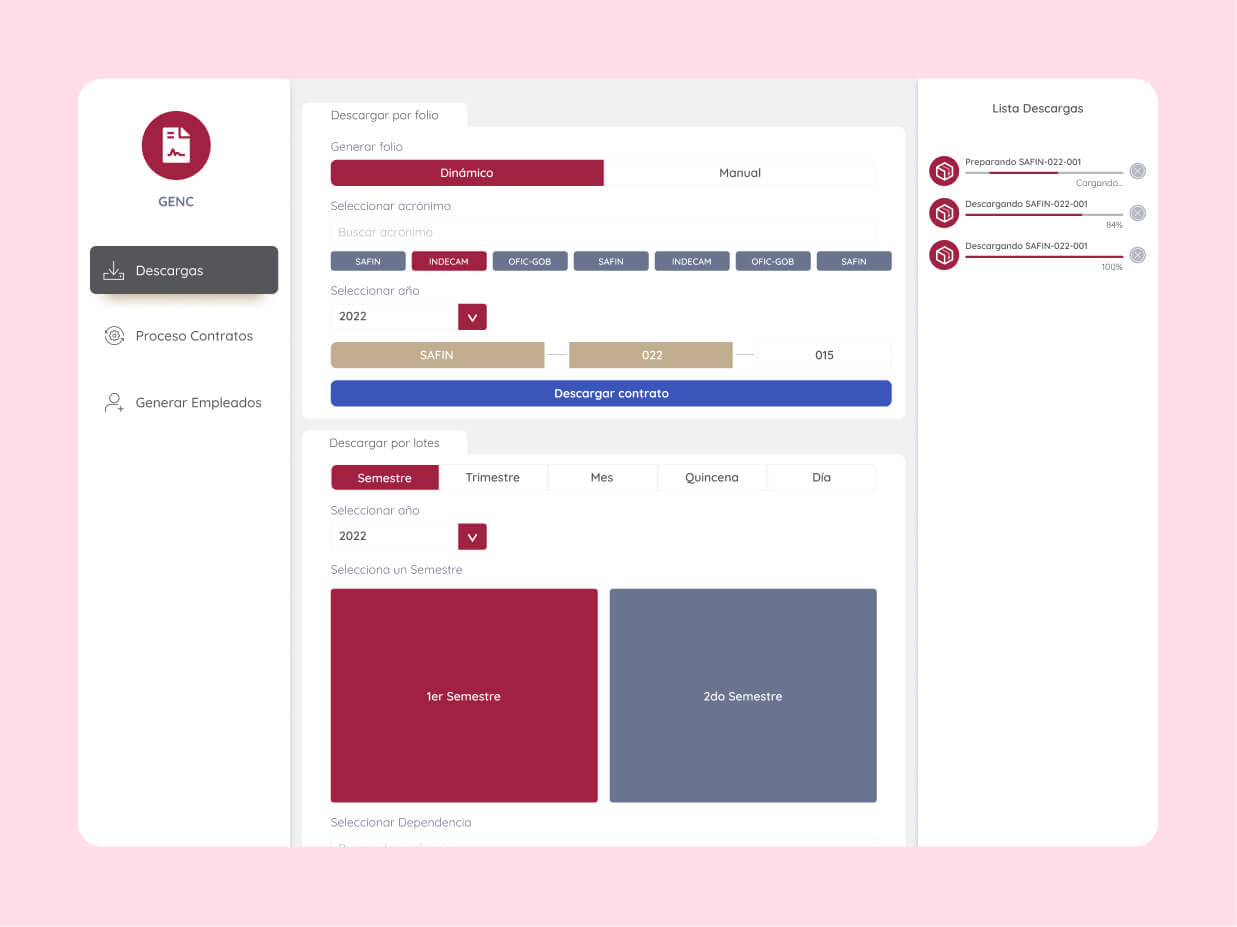 GENC
Descargas
Proceso Contratos
Generar Empleados
Descargar por folio
Generar folio
Dinámico Manual
Seleccionar acrónimo
Buscar acrónimo
SAFIN INDECAM OFIC-GOB SAFIN INDECAM OFIC-GOB SAFIN
Seleccionar año
2022
SAFIN 022 015
Descargar contrato
Descargar por lotes
Semestre Trimestre Mes Quincena Día
Seleccionar año
2022
Selecciona un Semestre
1er Semestre 2do Semestre
Seleccionar Dependencia
Lista Descargas
Preparando SAFIN-022-001
Cargando...
Descargando SAFIN-022-001
84%
Descargando SAFIN-022-001
100%